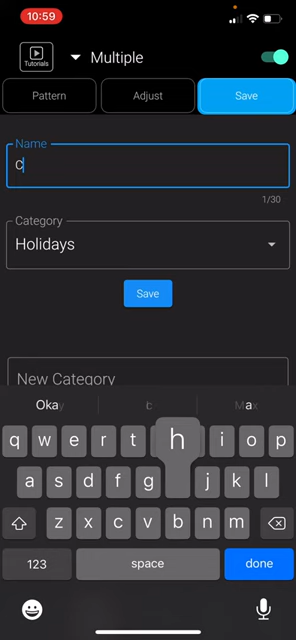 10:59
Tutorials
Multiple
Pattern
Adjust
Save
Name
c
1/30
Category
Holidays
Save
New Category
Okay
Max
q w e r t h i o p
a s d f g j k l
z x c v b n m
123 space done